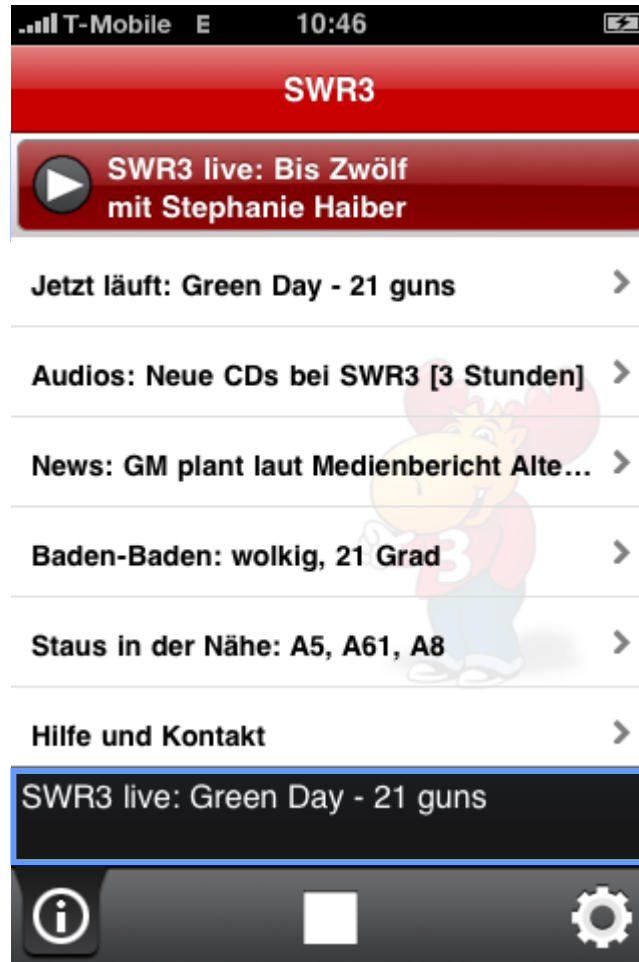 T-Mobile E 10:46
SWR3
SWR3 live: Bis Zwölf
mit Stephanie Haiber
Jetzt läuft: Green Day - 21 guns
Audios: Neue CDs bei SWR3 [3 Stunden]
News: GM plant laut Medienbericht Alte...
Baden-Baden: wolkig, 21 Grad
3
Staus in der Nähe: A5, A61, A8
Hilfe und Kontakt
SWR3 live: Green Day - 21 guns